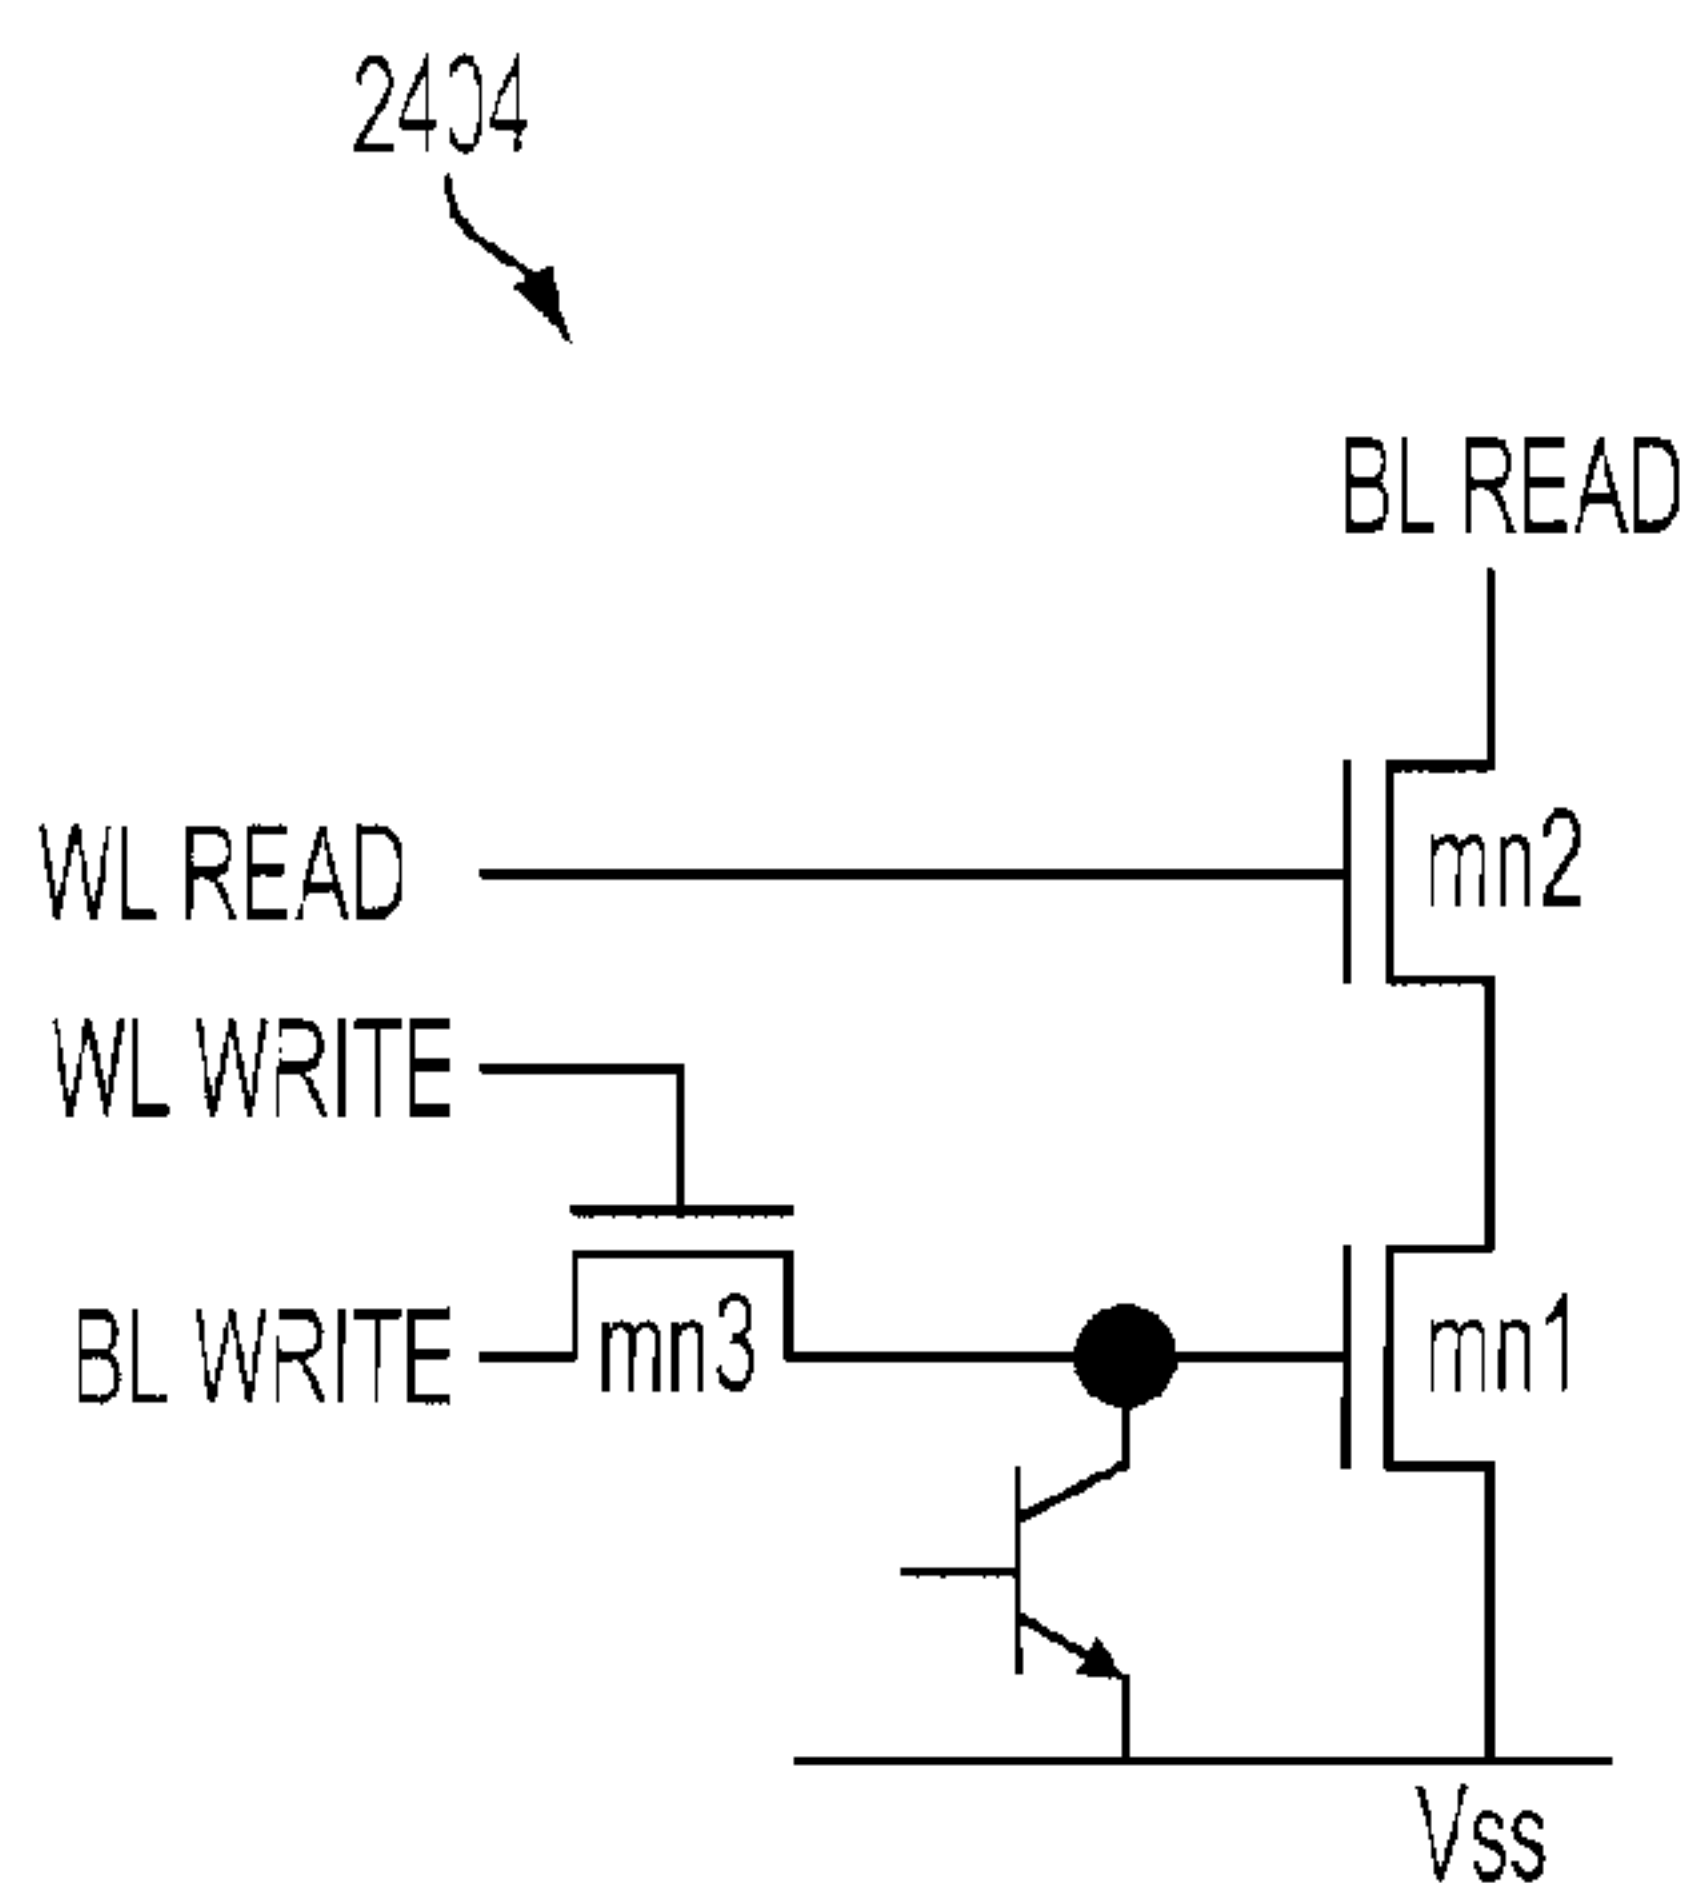 2404
BL READ
WL READ
mn2
WL WRITE
BL WRITE
mn3
mn1
Vss